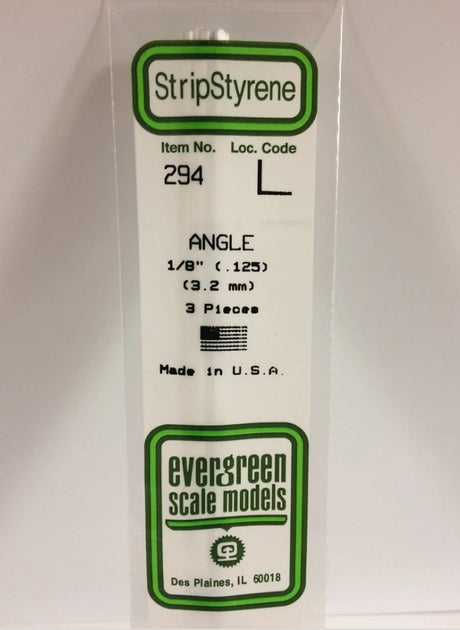 StripStyrene
Item No. Loc. Code
294 L
ANGLE
1/8" (.125)
(3.2 mm)
3 Pieces
Made in U.S.A.
evergreen
scale models
Des Plaines, IL 60018